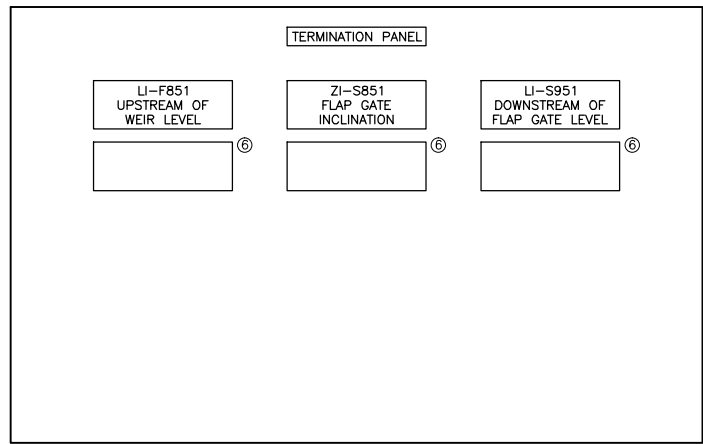 TERMINATION PANEL
LI-F851
UPSTREAM OF
WEIR LEVEL
ZI-S851
FLAP GATE
INCLINATION
LI-S951
DOWNSTREAM OF
FLAP GATE LEVEL
6
6
6